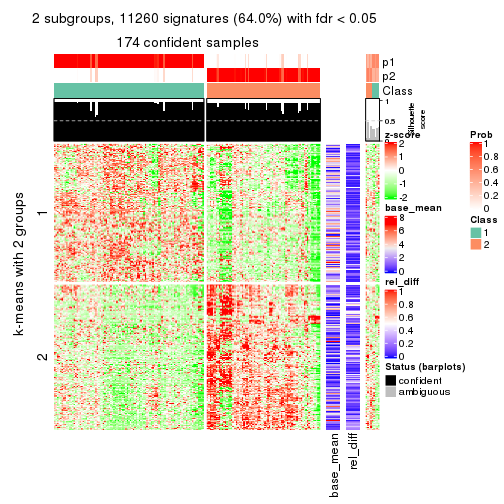 2 subgroups, 11260 signatures (64.0%) with fdr < 0.05
174 confident samples
p1
p2
Class
1
0.5
Silhouette
score
k-means with 2 groups
1
2
base_mean
rel_diff
z-score
2
1
0
-1
-2
base_mean
8
6
4
2
0
rel_diff
1
0.8
0.6
0.4
0.2
0
Status (barplots)
confident
ambiguous
Prob
1
0.8
0.6
0.4
0.2
0
Class
1
2